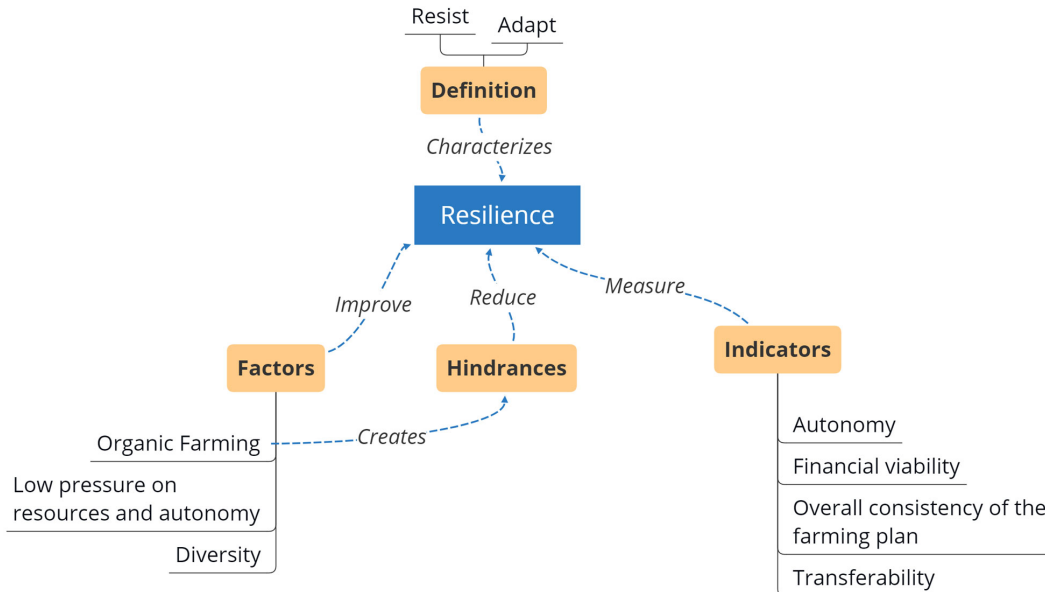 Resist
Adapt
Definition
Characterizes
Resilience
Improve
Reduce
Measure
Factors
Hindrances
Indicators
Organic Farming
Creates
Low pressure on
resources and autonomy
Diversity
Autonomy
Financial viability
Overall consistency of the
farming plan
Transferability